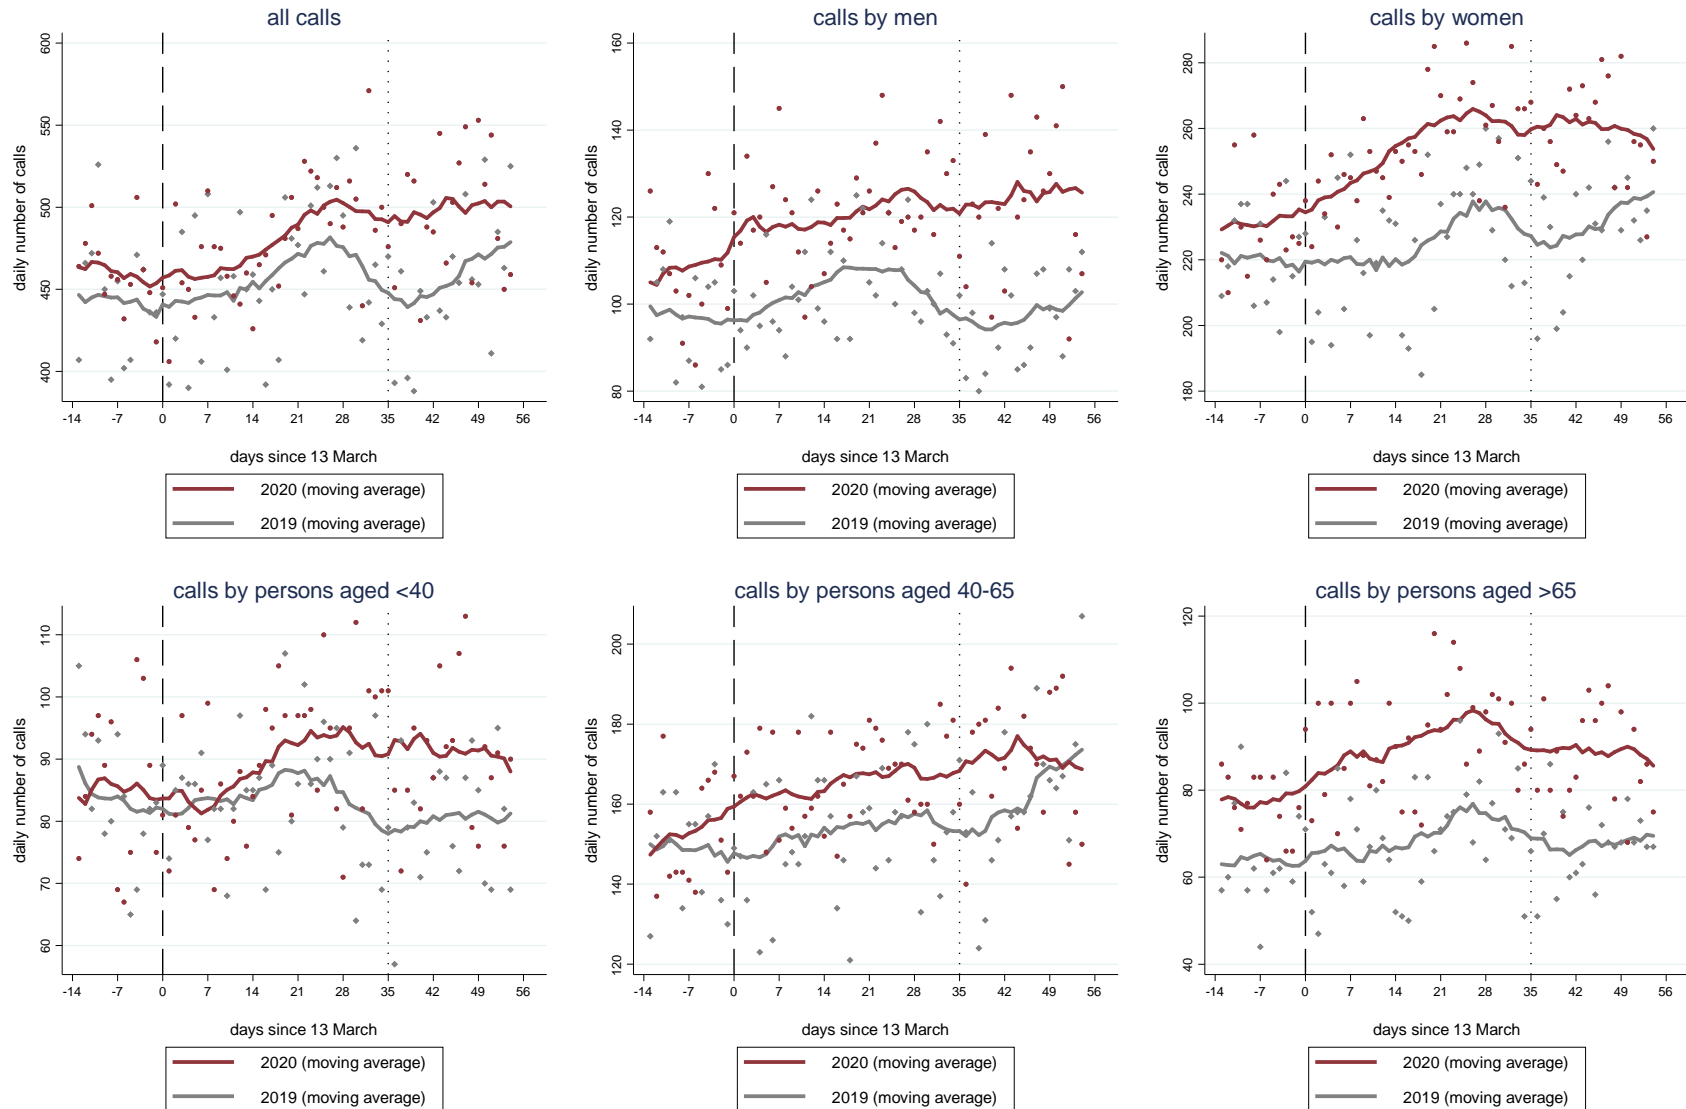 all calls
daily number of calls
600
550
500
450
400
-14 -7 0 7 14 21 28 35 42 49 56
days since 13 March
2020 (moving average)
2019 (moving average)
calls by men
daily number of calls
160
140
120
100
80
-14 -7 0 7 14 21 28 35 42 49 56
days since 13 March
2020 (moving average)
2019 (moving average)
calls by women
daily number of calls
280
260
240
220
200
180
-14 -7 0 7 14 21 28 35 42 49 56
days since 13 March
2020 (moving average)
2019 (moving average)
calls by persons aged <40
daily number of calls
110
100
90
80
70
60
-14 -7 0 7 14 21 28 35 42 49 56
days since 13 March
2020 (moving average)
2019 (moving average)
calls by persons aged 40-65
daily number of calls
200
180
160
140
120
-14 -7 0 7 14 21 28 35 42 49 56
days since 13 March
2020 (moving average)
2019 (moving average)
calls by persons aged >65
daily number of calls
120
100
80
60
40
-14 -7 0 7 14 21 28 35 42 49 56
days since 13 March
2020 (moving average)
2019 (moving average)